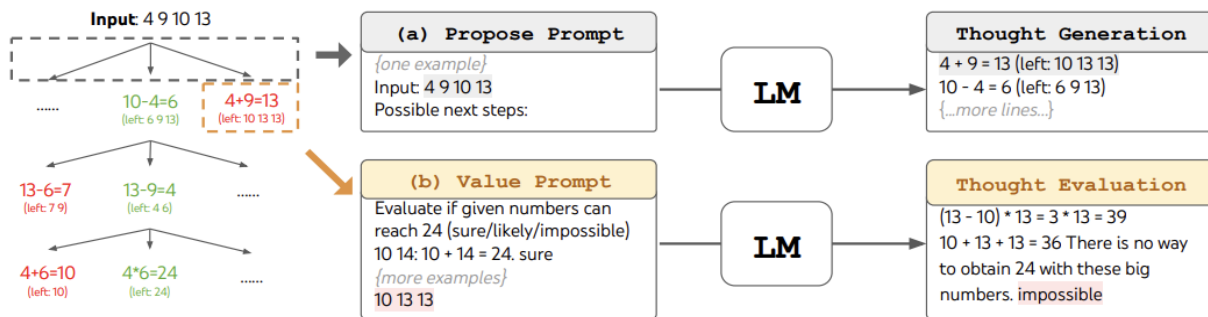 Input: 4 9 10 13
......
10-4=6
(left: 6 9 13)
4+9=13
(left: 10 13 13)
13-6=7
(left: 7 9)
13-9=4
(left: 4 6)
......
4+6=10
(left: 10)
4*6=24
(left: 24)
......
(a) Propose Prompt
{one example}
Input: 4 9 10 13
Possible next steps:
LM
Thought Generation
4 + 9 = 13 (left: 10 13 13)
10 - 4 = 6 (left: 6 9 13)
{...more lines...}
(b) Value Prompt
Evaluate if given numbers can
reach 24 (sure/likely/impossible)
10 14: 10 + 14 = 24. sure
{more examples}
10 13 13
LM
Thought Evaluation
(13 - 10) * 13 = 3 * 13 = 39
10 + 13 + 13 = 36 There is no way
to obtain 24 with these big
numbers. impossible